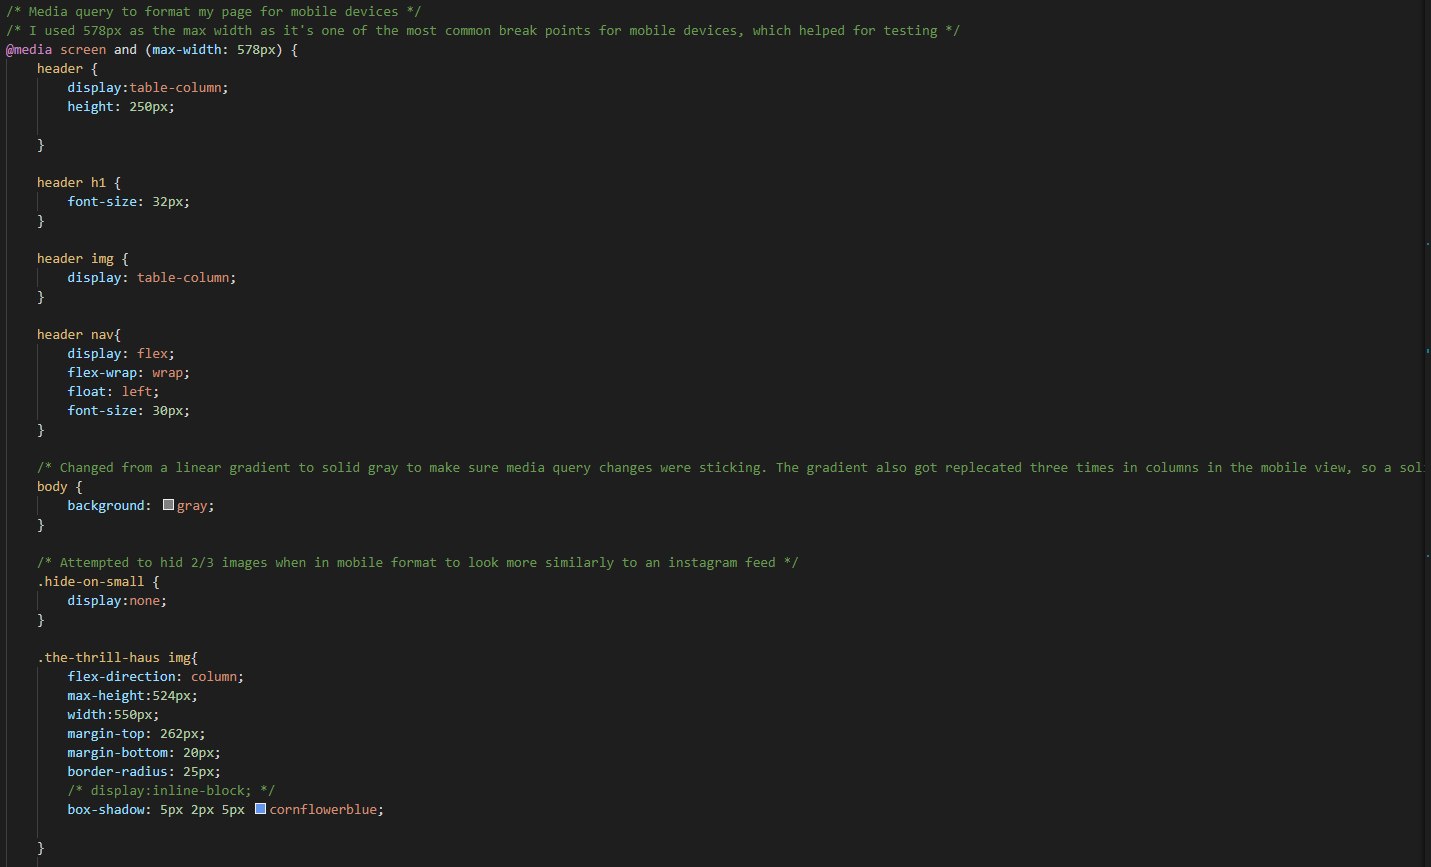 /* Media query to format my page for mobile devices */
/* I used 578px as the max width as it's one of the most common break points for mobile devices, which helped for testing */
@media screen and (max-width: 578px) {
    header {
        display:table-column;
        height: 250px;

    }

    header h1 {
        font-size: 32px;
    }

    header img {
        display: table-column;
    }

    header nav{
        display: flex;
        flex-wrap: wrap;
        float: left;
        font-size: 30px;
    }

    /* Changed from a linear gradient to solid gray to make sure media query changes were sticking. The gradient also got replecated three times in columns in the mobile view, so a sol
    body {
        background: gray;
    }

    /* Attempted to hid 2/3 images when in mobile format to look more similarly to an instagram feed */
    .hide-on-small {
        display:none;
    }

    .the-thrill-haus img{
        flex-direction: column;
        max-height:524px;
        width:550px;
        margin-top: 262px;
        margin-bottom: 20px;
        border-radius: 25px;
        /* display:inline-block; */
        box-shadow: 5px 2px 5px cornflowerblue;

    }